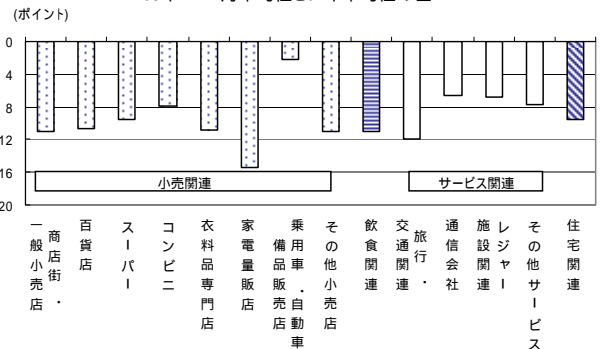 (ポイント)
0
4
8
12
16
20
小売関連
サービス関連
商店街・
一般小売店
百貨店
スーパー
コンビニ
衣料品専門店
家電量販店
乗用車・自動車
備品販売店
その他小売店
飲食関連
旅行・
交通関連
通信会社
レジャー
施設関連
その他サービス
住宅関連